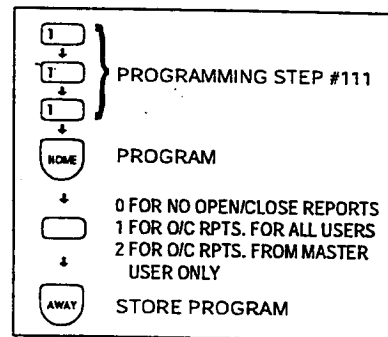 1
1
1
PROGRAMMING STEP #111
HOME
PROGRAM
0 FOR NO OPEN/CLOSE REPORTS
1 FOR O/C RPTS. FOR ALL USERS
2 FOR O/C RPTS. FROM MASTER
USER ONLY
AWAY
STORE PROGRAM